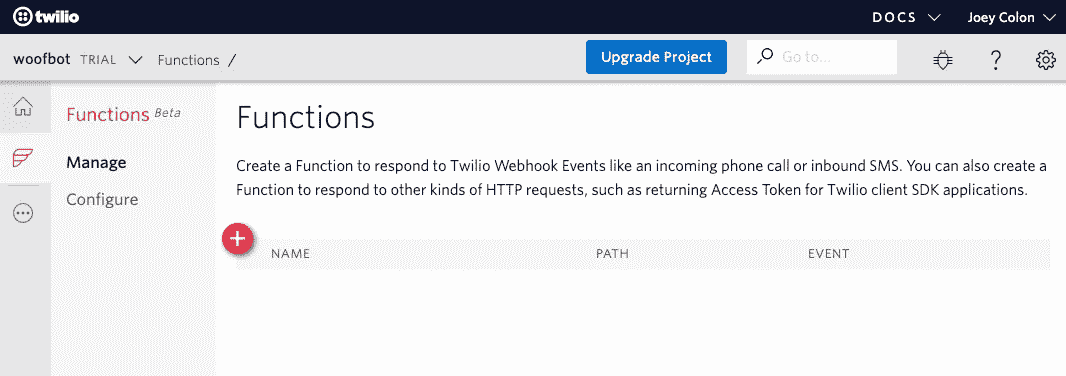 twilio
DOCS
Joey Colon
woofbot TRIAL
Functions /
Upgrade Project
Go to...
?
Functions Beta
Manage
Configure
Functions
Create a Function to respond to Twilio Webhook Events like an incoming phone call or inbound SMS. You can also create a
Function to respond to other kinds of HTTP requests, such as returning Access Token for Twilio client SDK applications.
+
NAME PATH EVENT